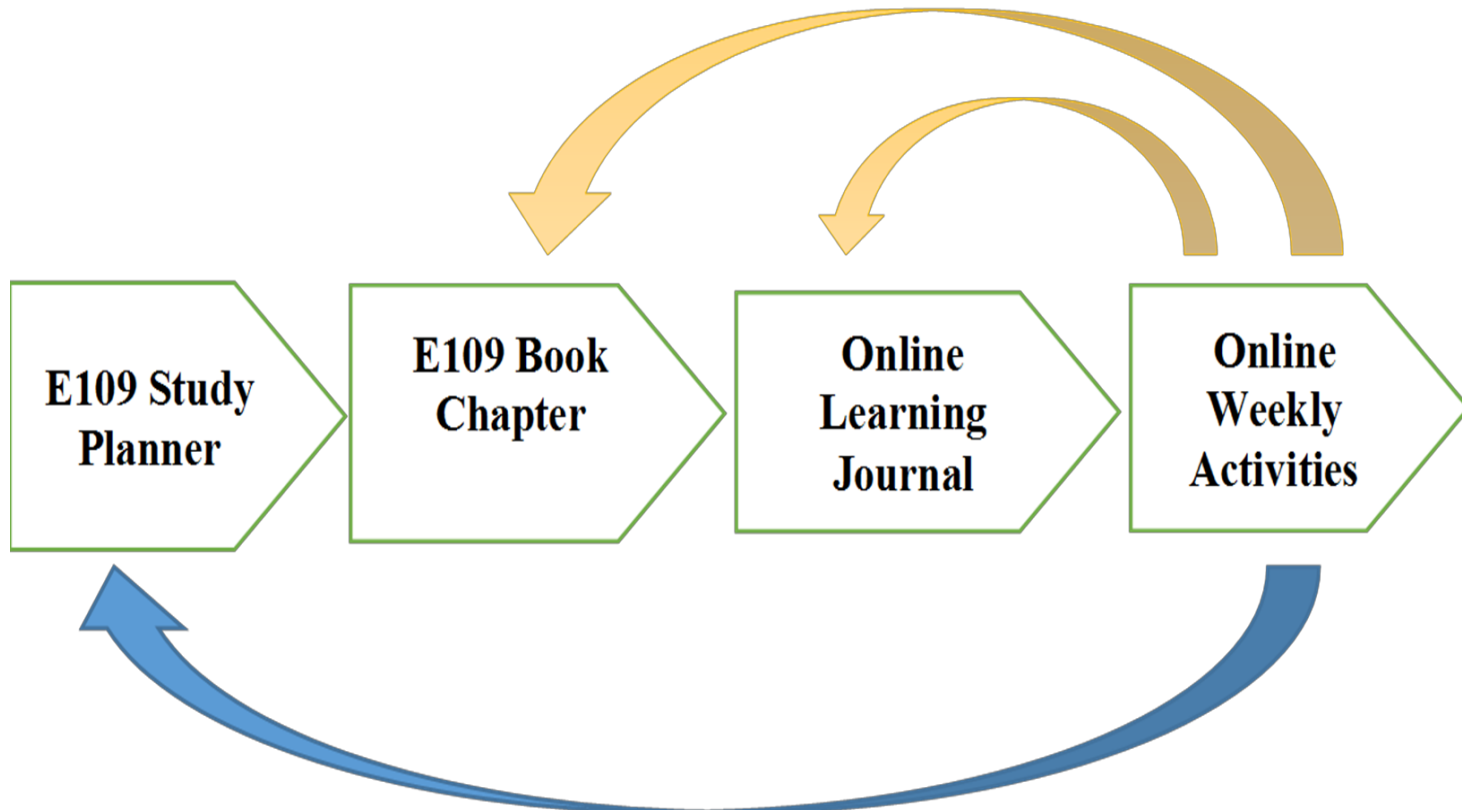 E109 Study
Planner
E109 Book
Chapter
Online
Learning
Journal
Online
Weekly
Activities